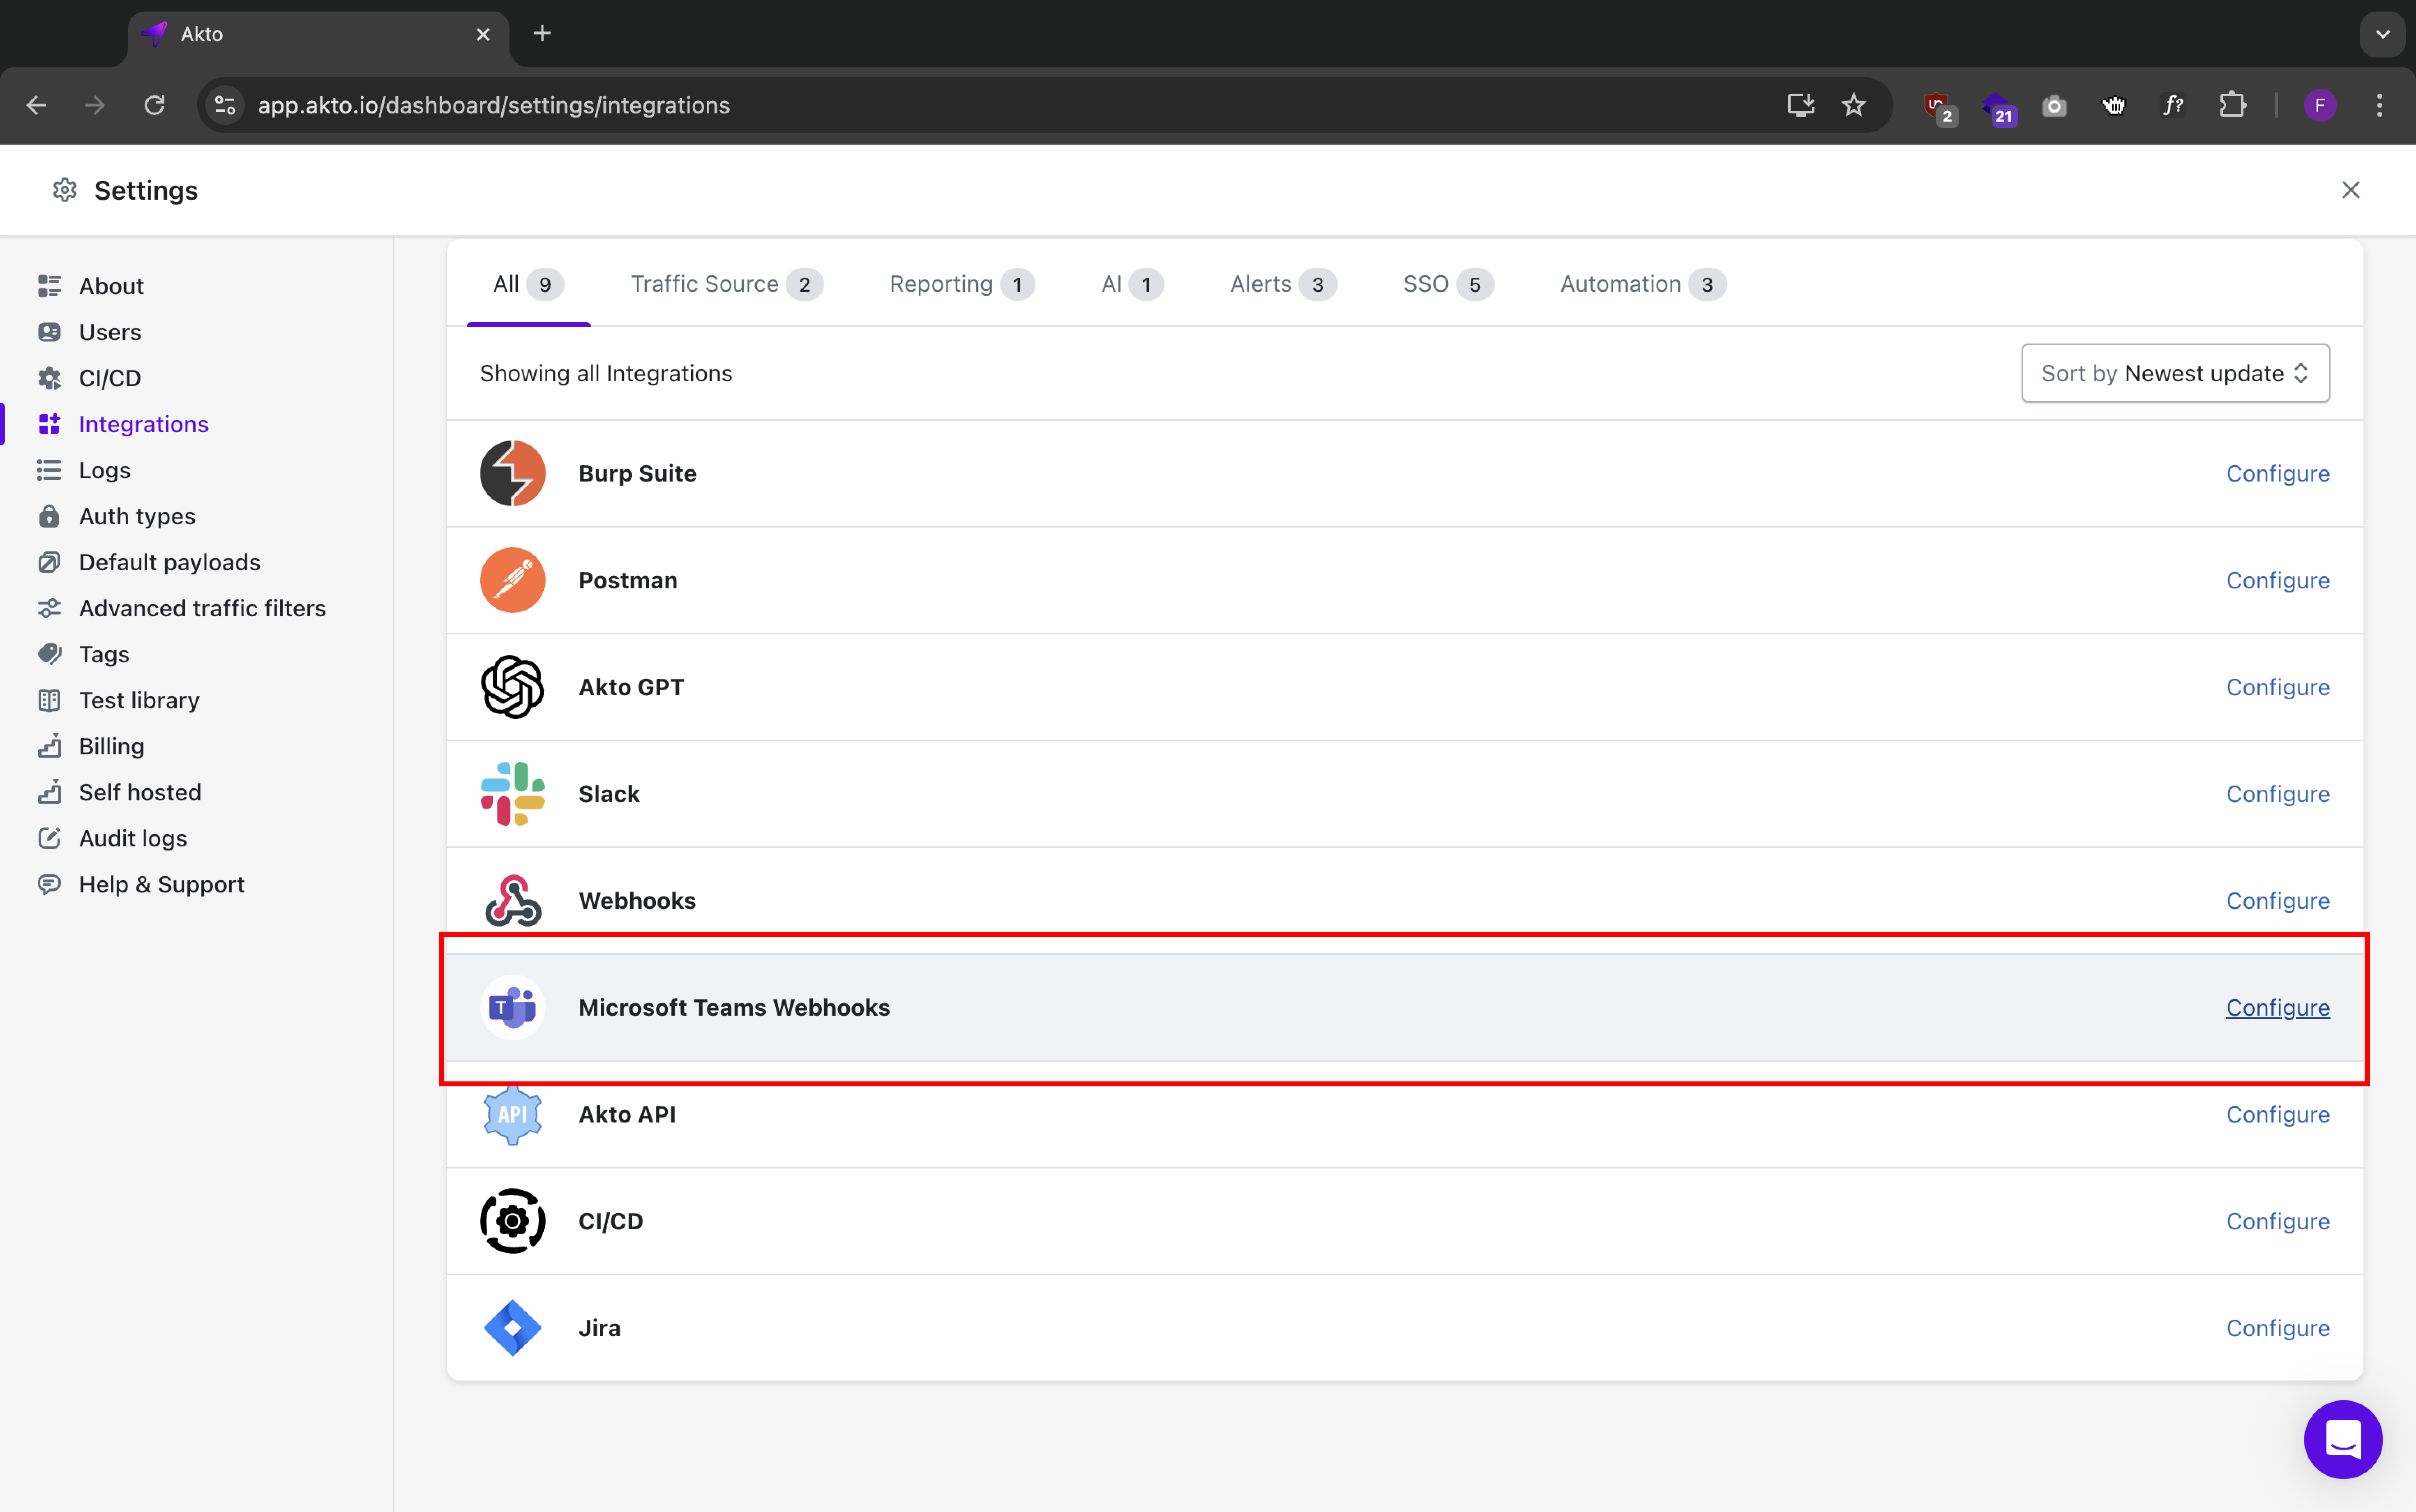 Akto
app.akto.io/dashboard/settings/integrations
2
21
f?
F
Settings
About
Users
CI/CD
Integrations
Logs
Auth types
Default payloads
Advanced traffic filters
Tags
Test library
Billing
Self hosted
Audit logs
Help & Support
All 9 Traffic Source 2 Reporting 1 AI 1 Alerts 3 SSO 5 Automation 3
Showing all Integrations Sort by Newest update
Burp Suite Configure
Postman Configure
Akto GPT Configure
Slack Configure
Webhooks Configure
T Microsoft Teams Webhooks Configure
API Akto API Configure
CI/CD Configure
Jira Configure